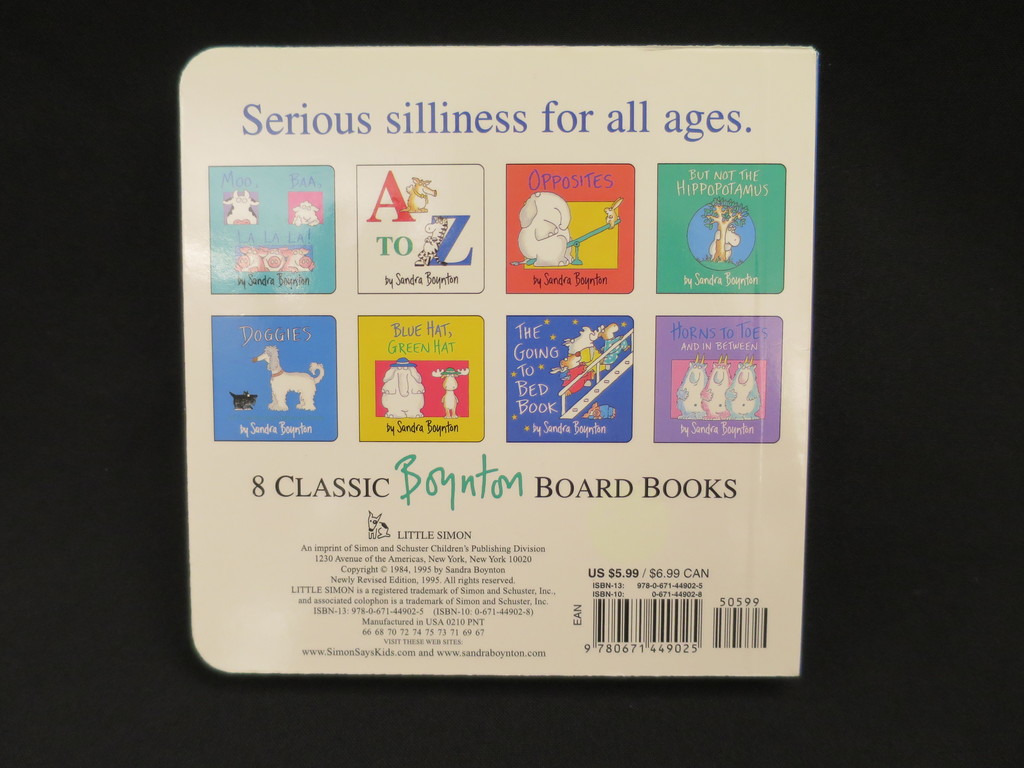 Serious silliness for all ages.
MOO,
BAA,
LA LA LA!
by Sandra Boynton
A
TO
Z
by Sandra Boynton
OPPOSITES
by Sandra Boynton
BUT NOT THE
HIPPOPOTAMUS
by Sandra Boynton
DOGGIES
by Sandra Boynton
BLUE HAT,
GREEN HAT
by Sandra Boynton
THE
GOING
TO
BED
BOOK
by Sandra Boynton
HORNS TO TOES
AND IN BETWEEN
by Sandra Boynton
8 CLASSIC Boynton BOARD BOOKS
LITTLE SIMON
An imprint of Simon and Schuster Children's Publishing Division
1230 Avenue of the Americas, New York, New York 10020
Copyright © 1984, 1995 by Sandra Boynton
Newly Revised Edition, 1995. All rights reserved.
LITTLE SIMON is a registered trademark of Simon and Schuster, Inc.,
and associated colophon is a trademark of Simon and Schuster, Inc.
ISBN-13: 978-0-671-44902-5 (ISBN-10: 0-671-44902-8)
Manufactured in USA 0210 PNT
66 68 70 72 74 75 73 71 69 67
VISIT THESE WEB SITES:
www.SimonSaysKids.com and www.sandraboynton.com
US $5.99 / $6.99 CAN
ISBN-13: 978-0-671-44902-5
ISBN-10: 0-671-44902-8
50599
EAN
9 780671 449025